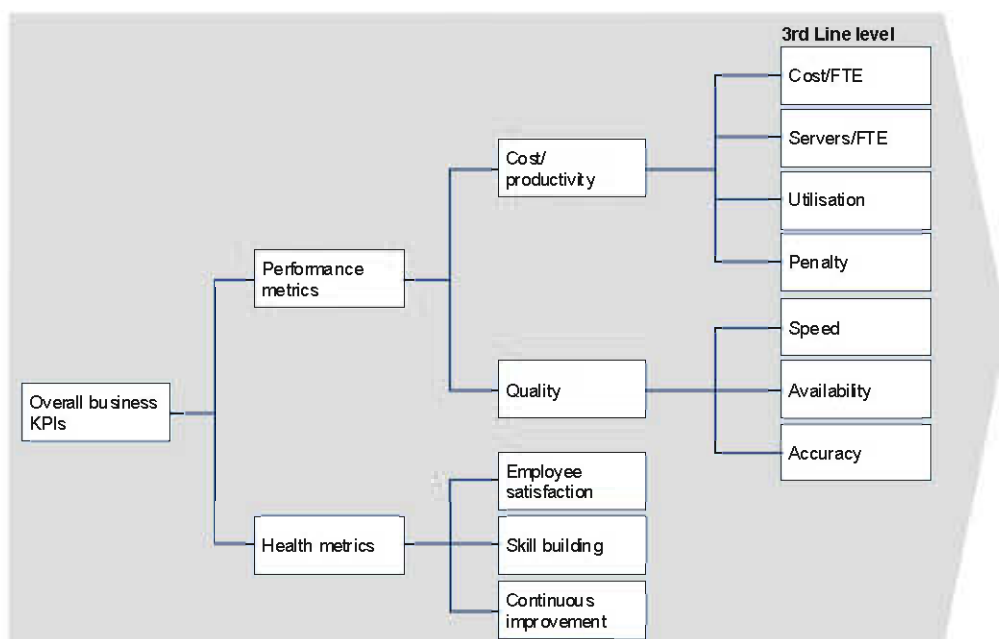 3rd Line level
Cost/FTE
Servers/FTE
Cost/
productivity
Utilisation
Performance
metrics
Penalty
Speed
Quality
Availability
Overall business
KPIs
Accuracy
Employee
satisfaction
Health metrics
Skill building
Continuous
improvement